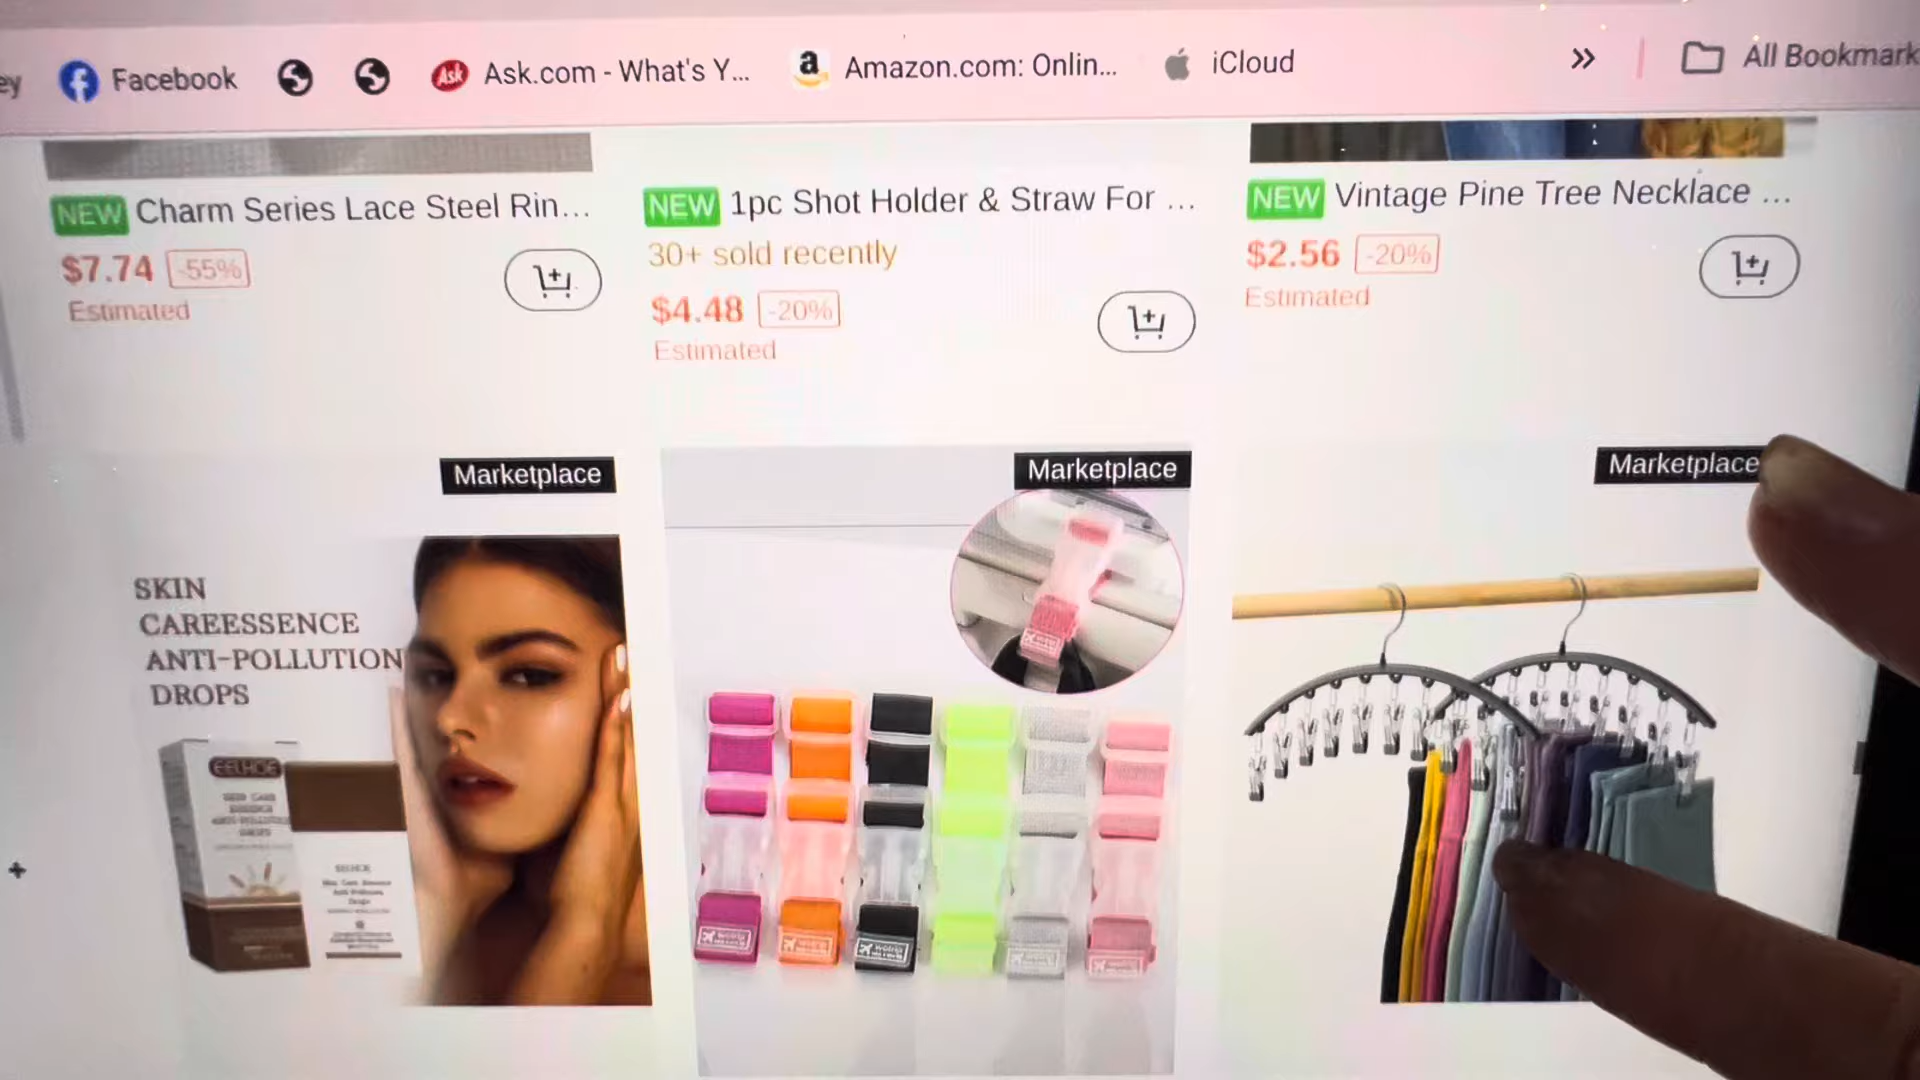 ey
Facebook
Ask
Ask.com - What's Y...
a
Amazon.com: Onlin...
iCloud
All Bookmark
NEW Charm Series Lace Steel Rin...
$7.74 -55%
Estimated
NEW 1pc Shot Holder & Straw For ...
30+ sold recently
$4.48 -20%
Estimated
NEW Vintage Pine Tree Necklace ...
$2.56 -20%
Estimated
Marketplace
SKIN
CAREESSENCE
ANTI-POLLUTION
DROPS
EELHOE
Marketplace
Marketplace